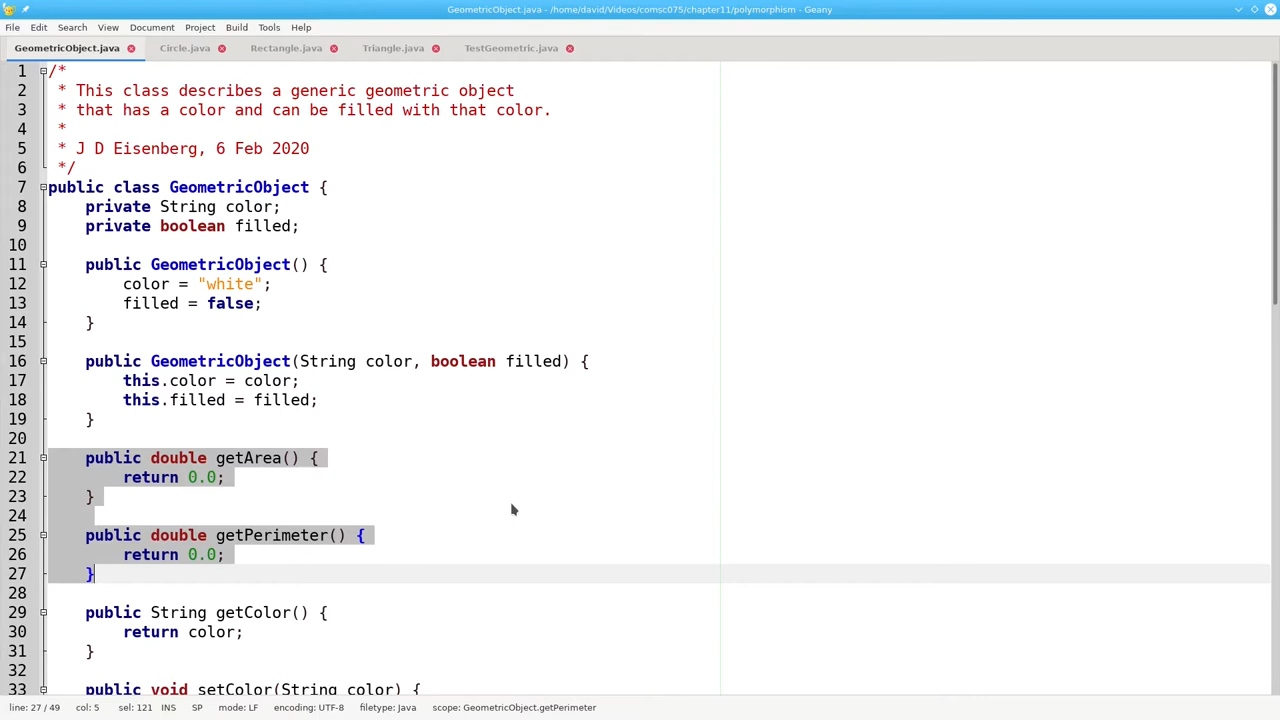 GeometricObject.java - /home/david/Videos/comsc075/chapter11/polymorphism - Geany
File Edit Search View Document Project Build Tools Help
GeometricObject.java Circle.java Rectangle.java Triangle.java TestGeometric.java
1 /*
2  * This class describes a generic geometric object
3  * that has a color and can be filled with that color.
4  *
5  * J D Eisenberg, 6 Feb 2020
6  */
7 public class GeometricObject {
8     private String color;
9     private boolean filled;
10
11     public GeometricObject() {
12         color = "white";
13         filled = false;
14     }
15
16     public GeometricObject(String color, boolean filled) {
17         this.color = color;
18         this.filled = filled;
19     }
20
21     public double getArea() {
22         return 0.0;
23     }
24
25     public double getPerimeter() {
26         return 0.0;
27     }
28
29     public String getColor() {
30         return color;
31     }
32
33     public void setColor(String color) {
line: 27 / 49 col: 5 sel: 121 INS SP mode: LF encoding: UTF-8 filetype: Java scope: GeometricObject.getPerimeter